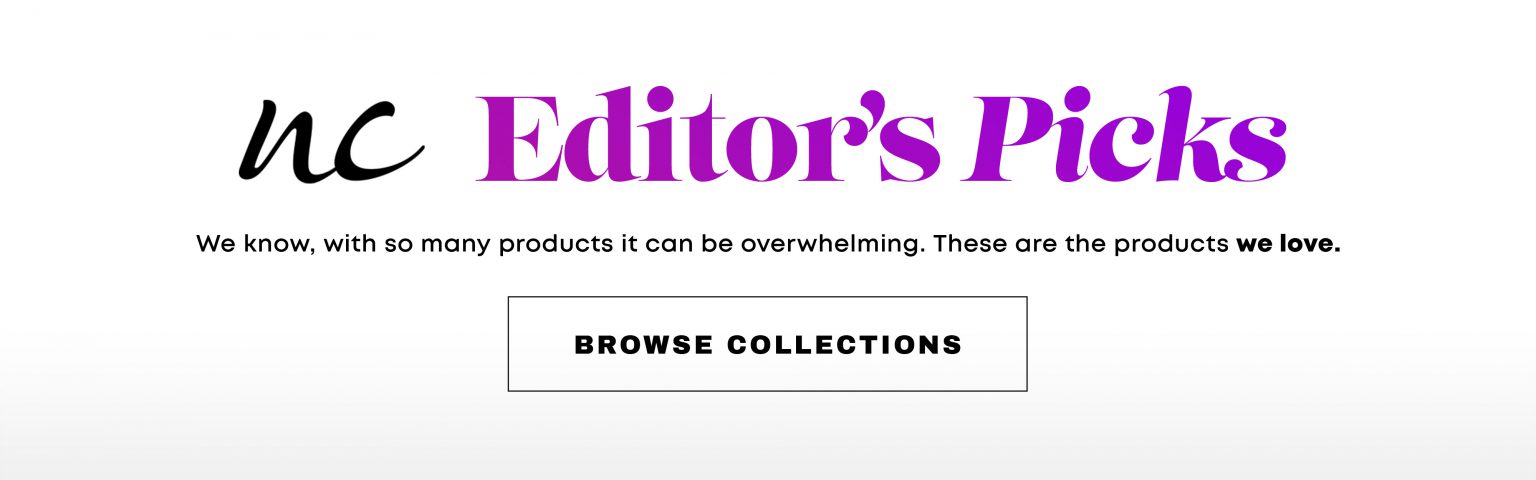 nc Editor’s Picks
We know, with so many products it can be overwhelming. These are the products we love.
BROWSE COLLECTIONS